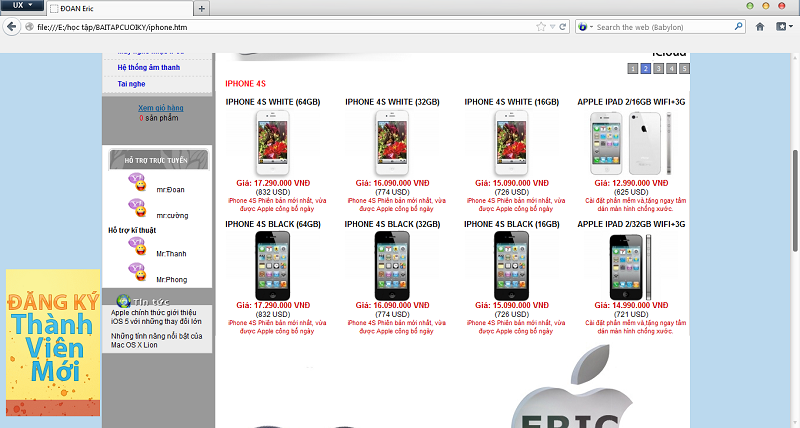 UX
ĐOAN Eric
file:///E:/học tập/BAITAPCUOIKY/iphone.htm
Search the web (Babylon)
Hệ thống âm thanh
Tai nghe
Xem giỏ hàng
0 sản phẩm
HỖ TRỢ TRỰC TUYẾN
mr:Đoan
mr.cường
Hỗ trợ kĩ thuật
Mr.Thanh
Mr.Phong
Tin tức
Apple chính thức giới thiệu
iOS 5 với những thay đổi lớn
Những tính năng nổi bật của
Mac OS X Lion
ĐĂNG KÝ
Thành
Viên
Mới
iCloud
1 2 3 4 5
IPHONE 4S
IPHONE 4S WHITE (64GB) IPHONE 4S WHITE (32GB) IPHONE 4S WHITE (16GB) APPLE IPAD 2/16GB WIFI+3G
Giá: 17.290.000 VNĐ Giá: 16.090.000 VNĐ Giá: 15.090.000 VNĐ Giá: 12.990.000 VNĐ
(832 USD) (774 USD) (726 USD) (625 USD)
iPhone 4S Phiên bản mới nhất, vừa iPhone 4S Phiên bản mới nhất, vừa iPhone 4S Phiên bản mới nhất, vừa Cài đặt phần mềm và tặng ngay tấm
được Apple công bố ngày được Apple công bố ngày được Apple công bố ngày dán màn hình chống xước.
IPHONE 4S BLACK (64GB) IPHONE 4S BLACK (32GB) IPHONE 4S BLACK (16GB) APPLE IPAD 2/32GB WIFI+3G
Giá: 17.290.000 VNĐ Giá: 16.090.000 VNĐ Giá: 15.090.000 VNĐ Giá: 14.990.000 VNĐ
(832 USD) (774 USD) (726 USD) (721 USD)
iPhone 4S Phiên bản mới nhất, vừa iPhone 4S Phiên bản mới nhất, vừa iPhone 4S Phiên bản mới nhất, vừa Cài đặt phần mềm và tặng ngay tấm
được Apple công bố ngày được Apple công bố ngày được Apple công bố ngày dán màn hình chống xước.
ERIC